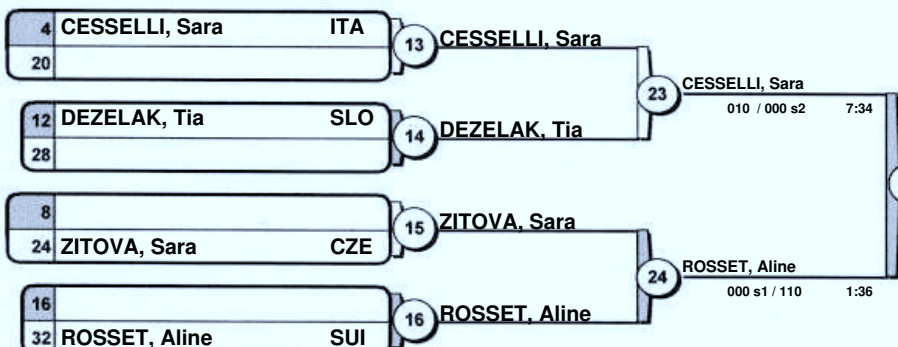 4 CESSELLI, Sara ITA
20
13 CESSELLI, Sara
12 DEZELAK, Tia SLO
28
14 DEZELAK, Tia
23 CESSELLI, Sara
010 / 000 s2 7:34
8
24 ZITOVA, Sara CZE
15 ZITOVA, Sara
16
32 ROSSET, Aline SUI
16 ROSSET, Aline
24 ROSSET, Aline
000 s1 / 110 1:36